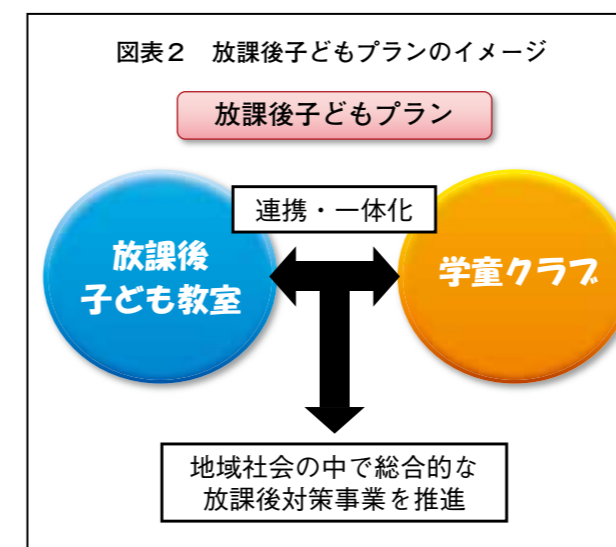 図表２　放課後子どもプランのイメージ
放課後子どもプラン
連携・一体化
放課後
子ども教室
学童クラブ
地域社会の中で総合的な
放課後対策事業を推進